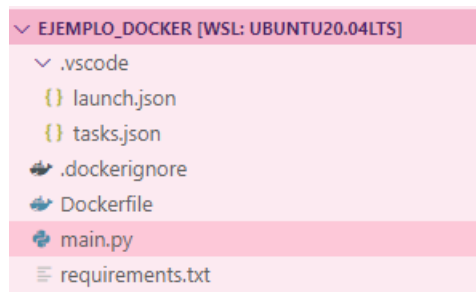 EJEMPLO_DOCKER [WSL: UBUNTU20.04LTS]
.vscode
{} launch.json
{} tasks.json
.dockerignore
Dockerfile
main.py
requirements.txt